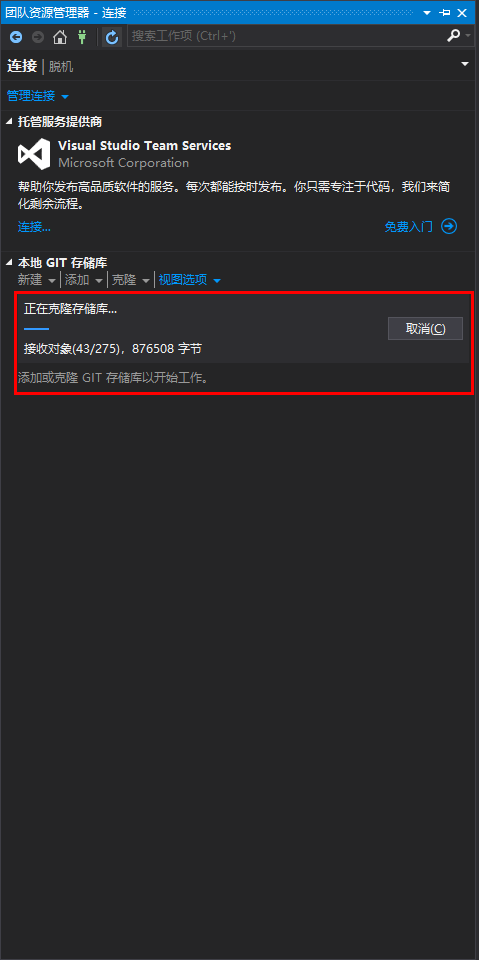 团队资源管理器 - 连接
搜索工作项 (Ctrl+')
连接 | 脱机
管理连接
托管服务提供商
Visual Studio Team Services
Microsoft Corporation
帮助你发布高品质软件的服务。每次都能按时发布。你只需专注于代码，我们来简
化剩余流程。
连接... 免费入门
本地 GIT 存储库
新建 | 添加 | 克隆 | 视图选项
正在克隆存储库...
取消(C)
接收对象(43/275)，876508 字节
添加或克隆 GIT 存储库以开始工作。